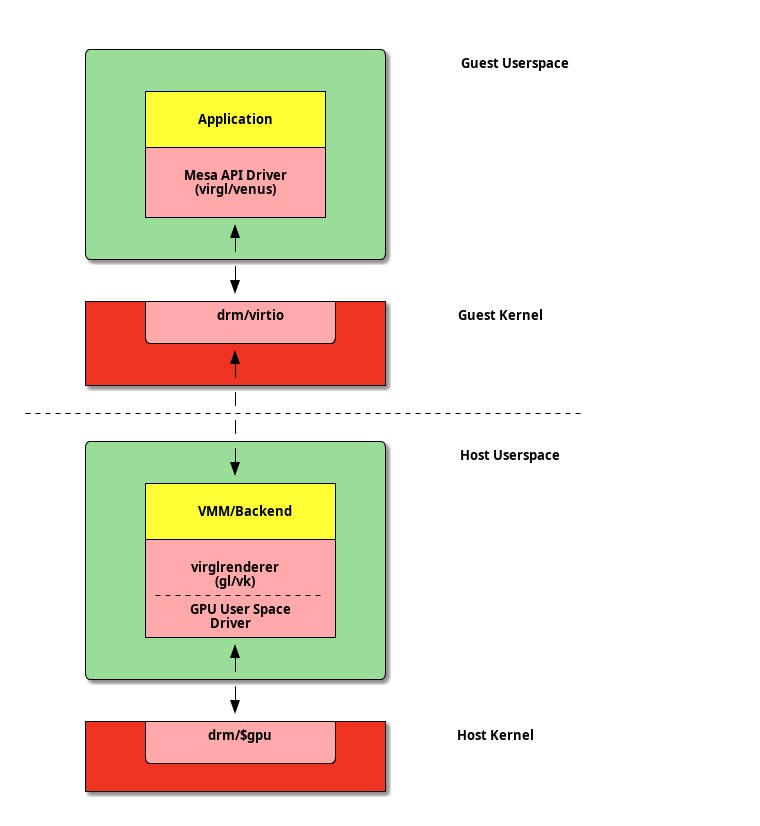 Guest Userspace
Application
Mesa API Driver
(virgl/venus)
drm/virtio
Guest Kernel
Host Userspace
VMM/Backend
virglrenderer
(gl/vk)
GPU User Space
Driver
drm/$gpu
Host Kernel